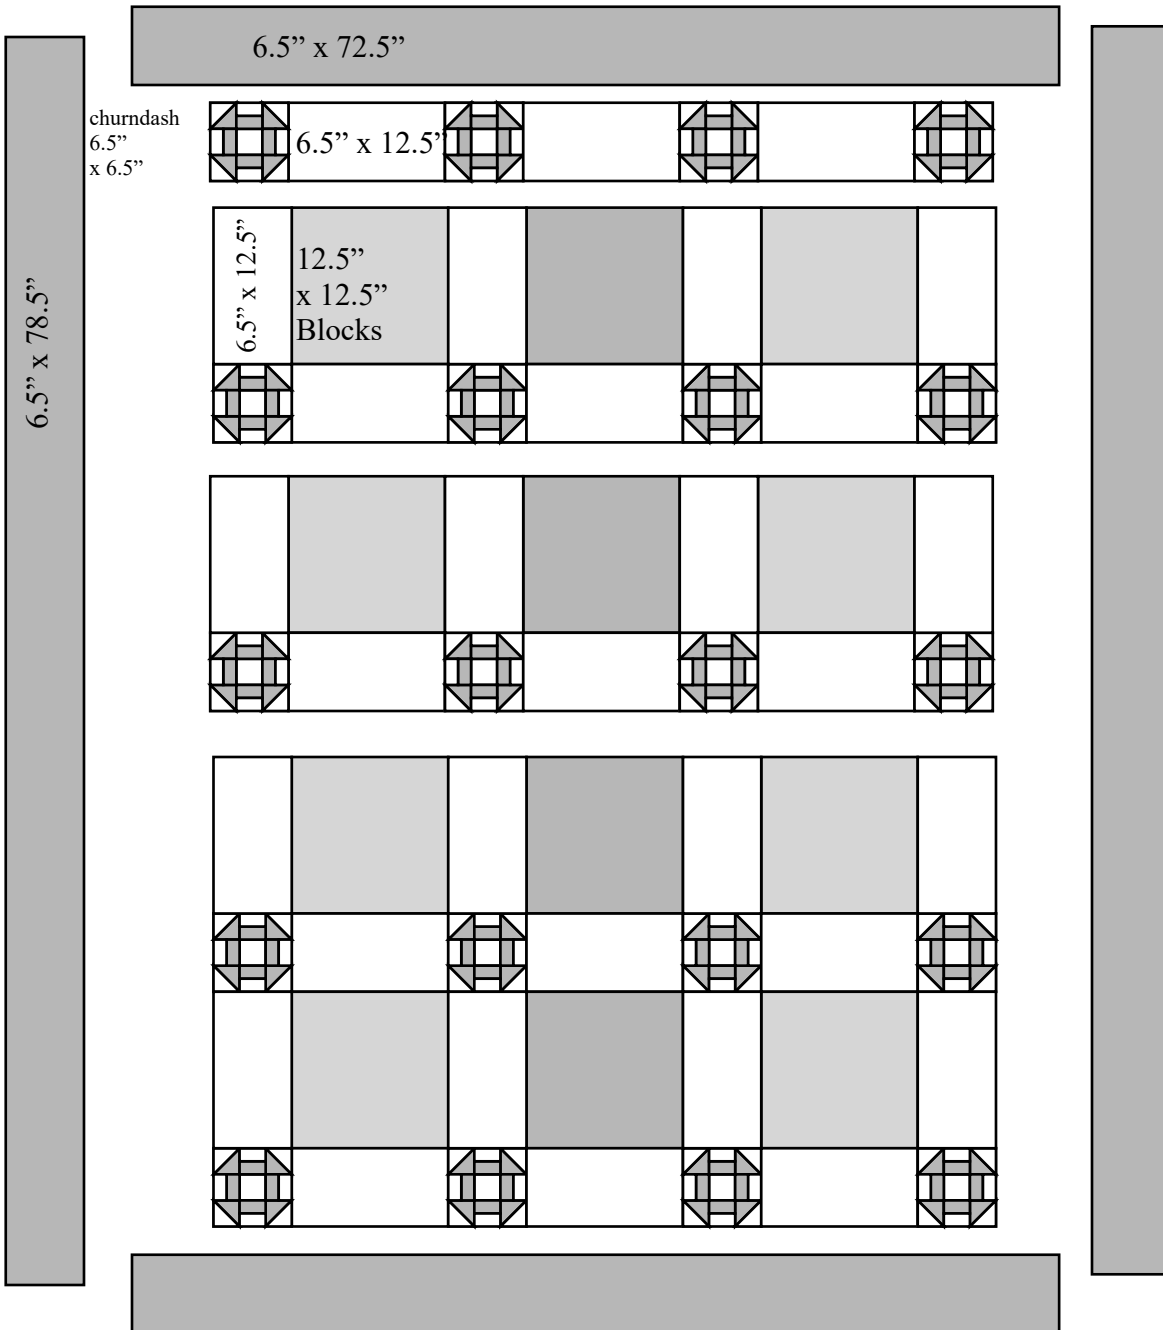 6.5” x 72.5”
churndash
6.5”
x 6.5”
6.5” x 12.5”
6.5” x 12.5”
12.5”
x 12.5”
Blocks
6.5” x 78.5”